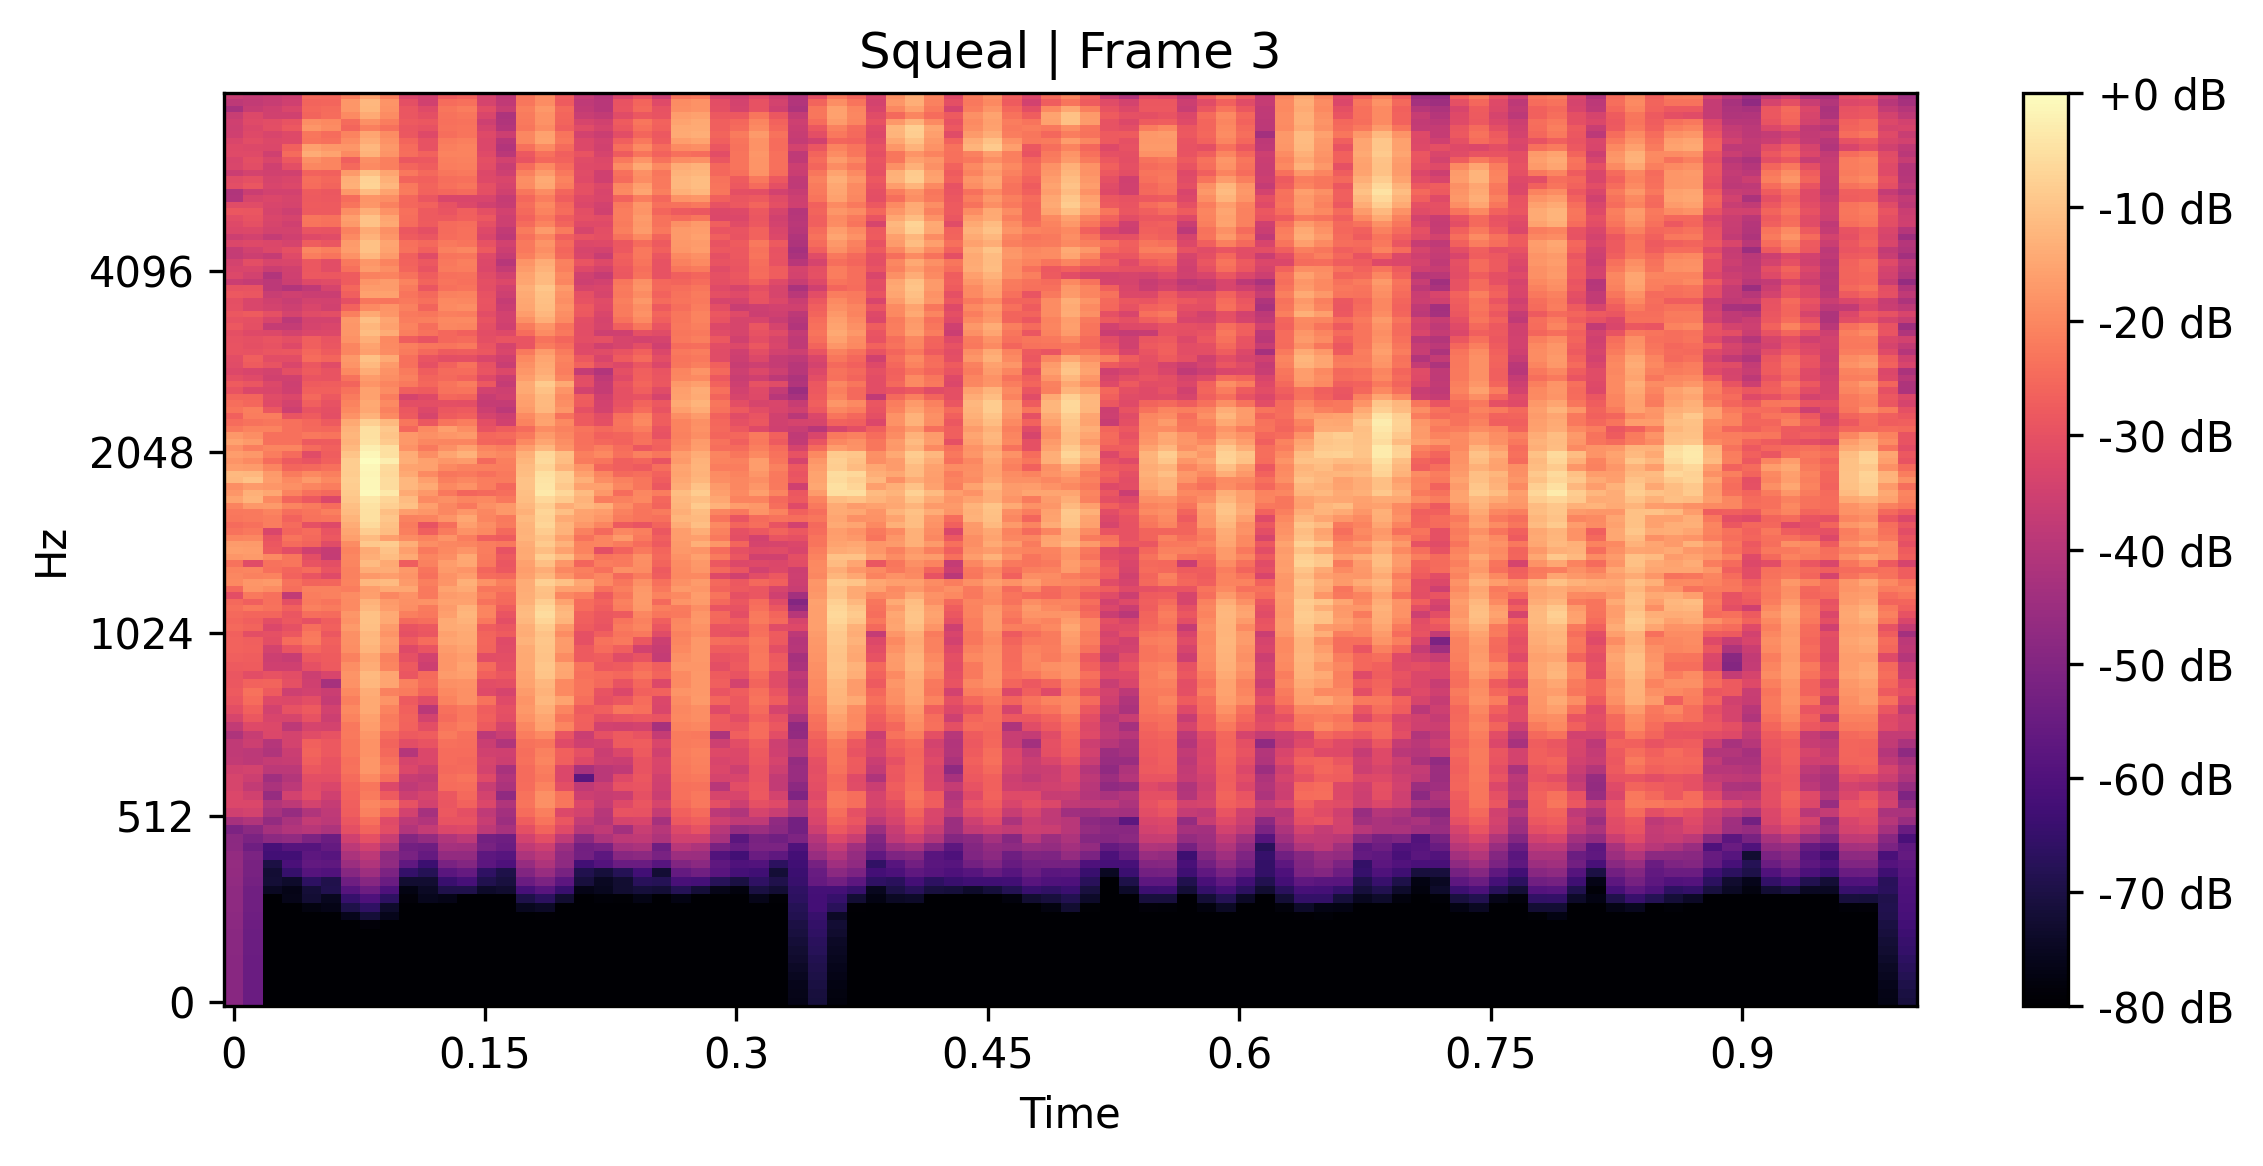 Squeal | Frame 3
+0 dB
-10 dB
-20 dB
-30 dB
-40 dB
-50 dB
-60 dB
-70 dB
-80 dB
Hz
4096
2048
1024
512
0
0 0.15 0.3 0.45 0.6 0.75 0.9
Time